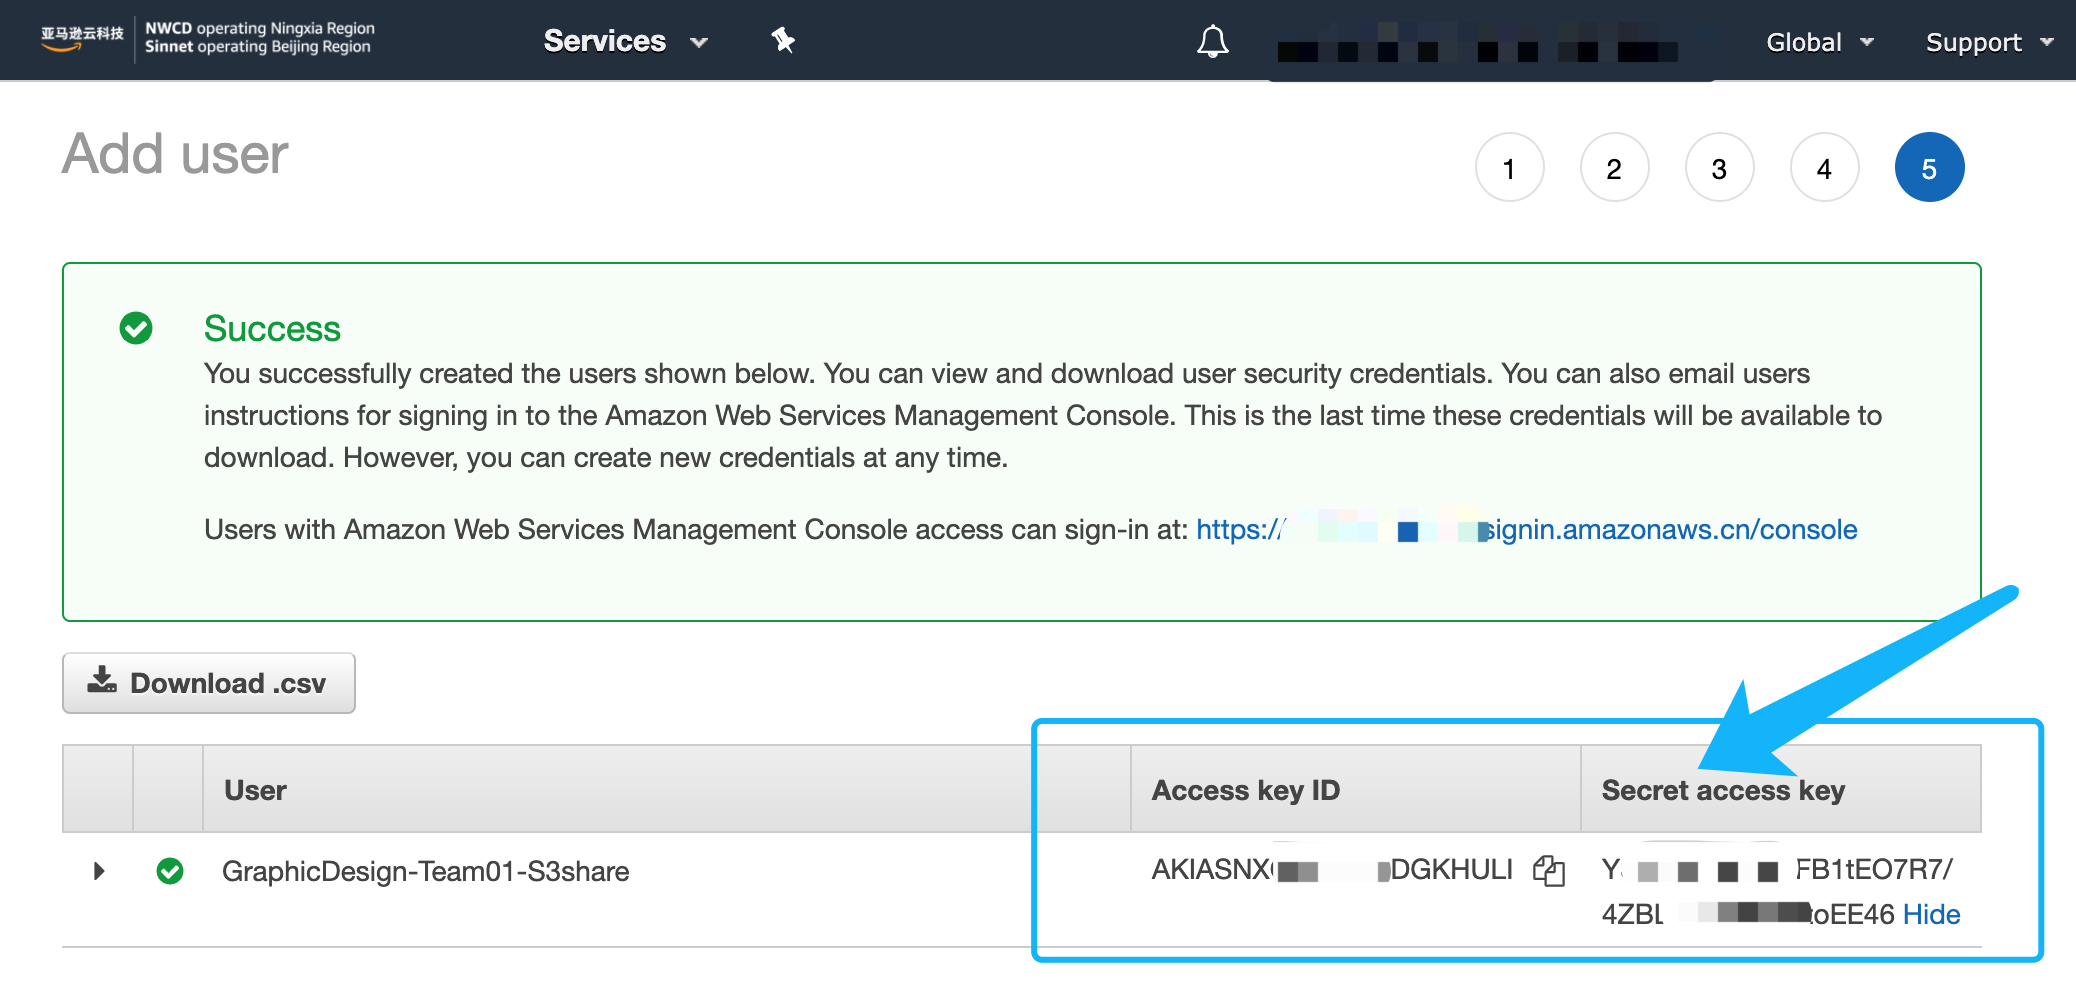 亚马逊云科技
NWCD operating Ningxia Region
Sinnet operating Beijing Region
Services
Global
Support
Add user
1
2
3
4
5
Success
You successfully created the users shown below. You can view and download user security credentials. You can also email users
instructions for signing in to the Amazon Web Services Management Console. This is the last time these credentials will be available to
download. However, you can create new credentials at any time.
Users with Amazon Web Services Management Console access can sign-in at: https:// signin.amazonaws.cn/console
Download .csv
User
Access key ID
Secret access key
GraphicDesign-Team01-S3share
AKIASNX DGKHULI
Y FB1tEO7R7/
4ZB oEE46 Hide